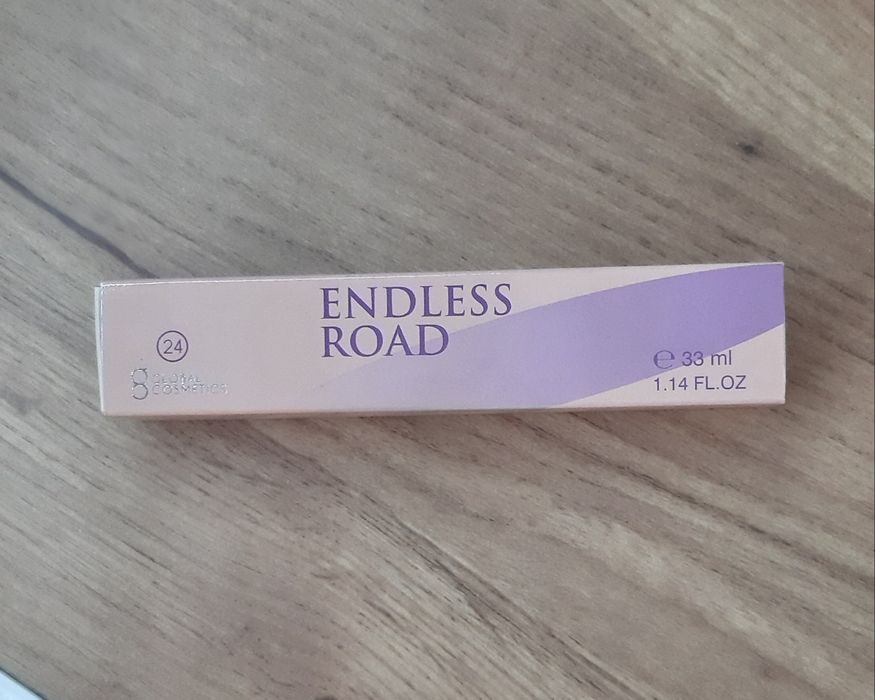 ENDLESS
ROAD
24
GLOBAL
COSMETICS
℮ 33 ml
1.14 FL.OZ